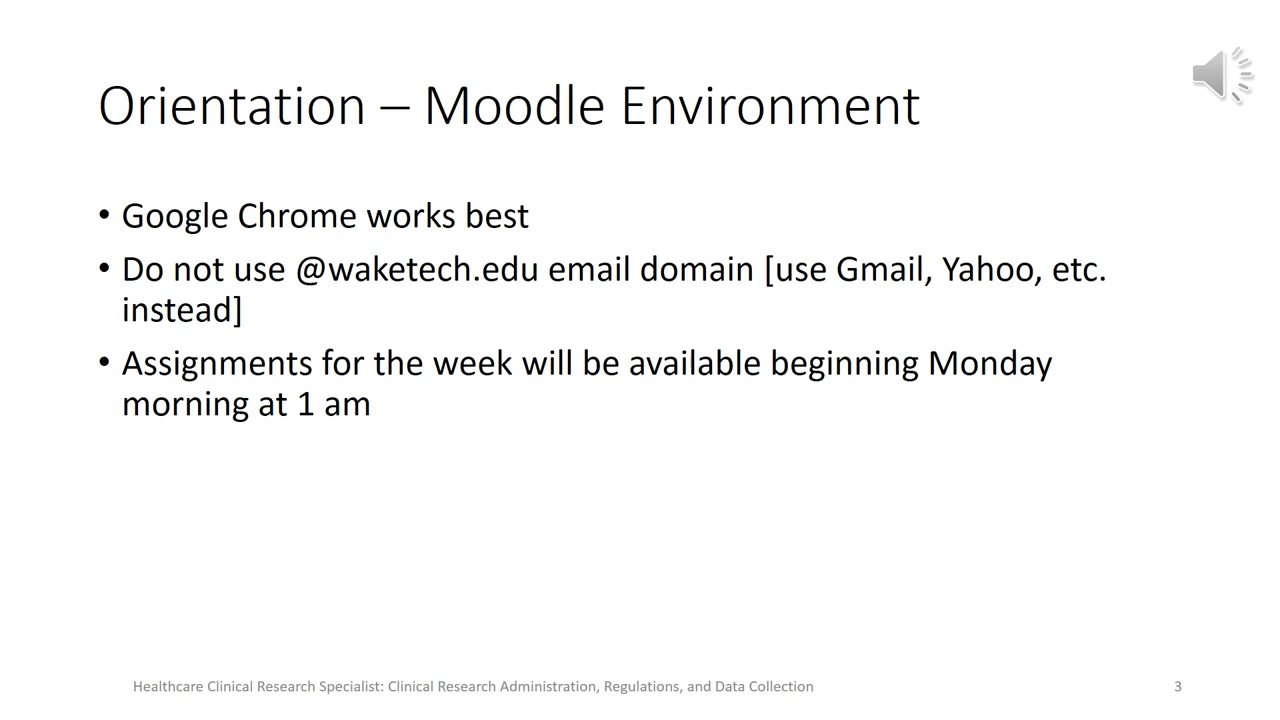 Orientation – Moodle Environment
• Google Chrome works best
• Do not use @waketech.edu email domain [use Gmail, Yahoo, etc.
instead]
• Assignments for the week will be available beginning Monday
morning at 1 am
Healthcare Clinical Research Specialist: Clinical Research Administration, Regulations, and Data Collection
3